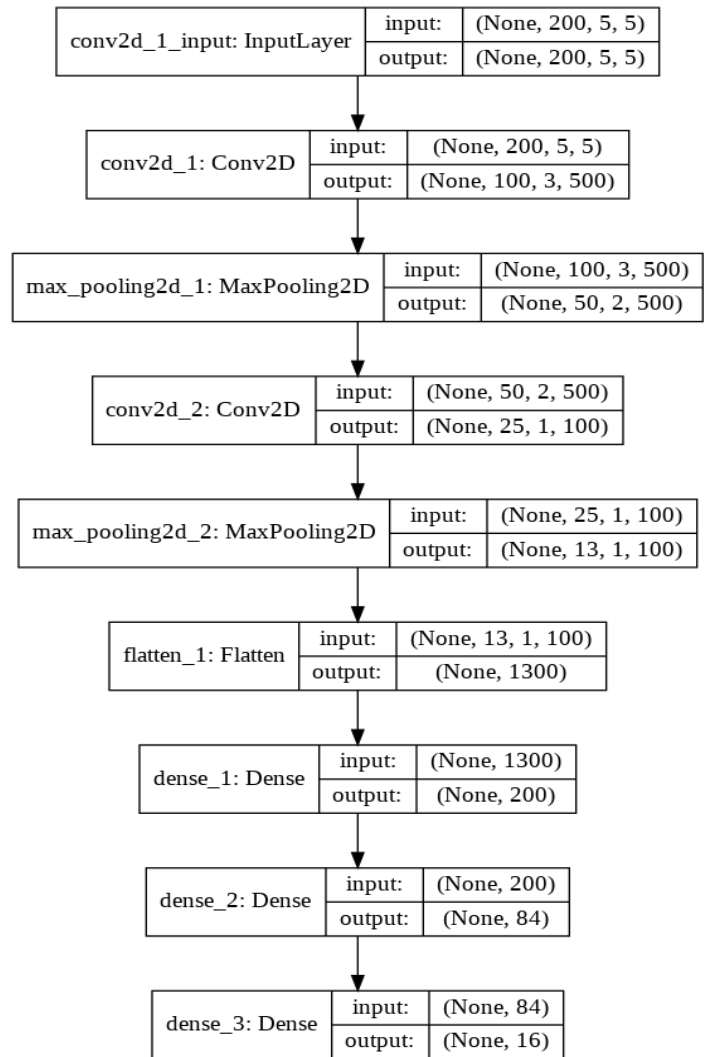 conv2d_1_input: InputLayer
input: (None, 200, 5, 5)
output: (None, 200, 5, 5)
conv2d_1: Conv2D
input: (None, 200, 5, 5)
output: (None, 100, 3, 500)
max_pooling2d_1: MaxPooling2D
input: (None, 100, 3, 500)
output: (None, 50, 2, 500)
conv2d_2: Conv2D
input: (None, 50, 2, 500)
output: (None, 25, 1, 100)
max_pooling2d_2: MaxPooling2D
input: (None, 25, 1, 100)
output: (None, 13, 1, 100)
flatten_1: Flatten
input: (None, 13, 1, 100)
output: (None, 1300)
dense_1: Dense
input: (None, 1300)
output: (None, 200)
dense_2: Dense
input: (None, 200)
output: (None, 84)
dense_3: Dense
input: (None, 84)
output: (None, 16)